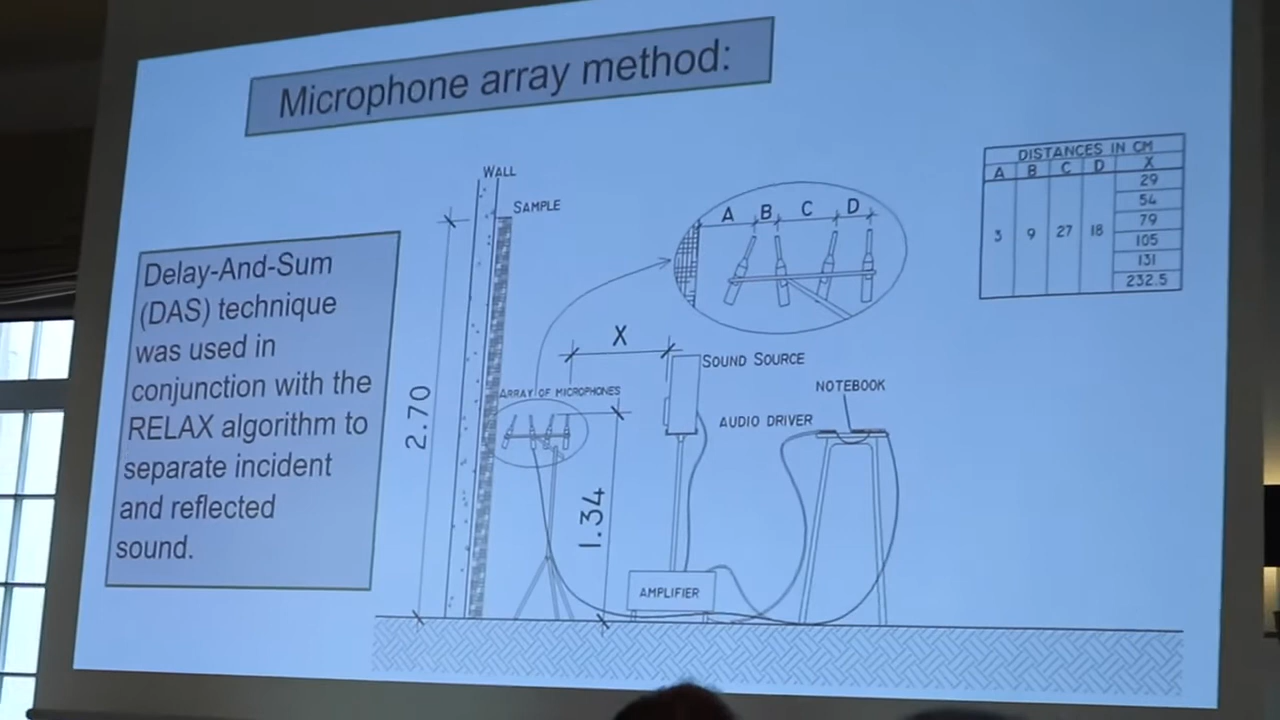 Microphone array method:
Delay-And-Sum
(DAS) technique
was used in
conjunction with the
RELAX algorithm to
separate incident
and reflected
sound.
WALL
SAMPLE
2.70
A B C D
X
SOUND SOURCE
ARRAY OF MICROPHONES
NOTEBOOK
AUDIO DRIVER
1.34
AMPLIFIER
DISTANCES IN CM
A B C D X
3 9 27 18
29
54
79
105
131
232.5